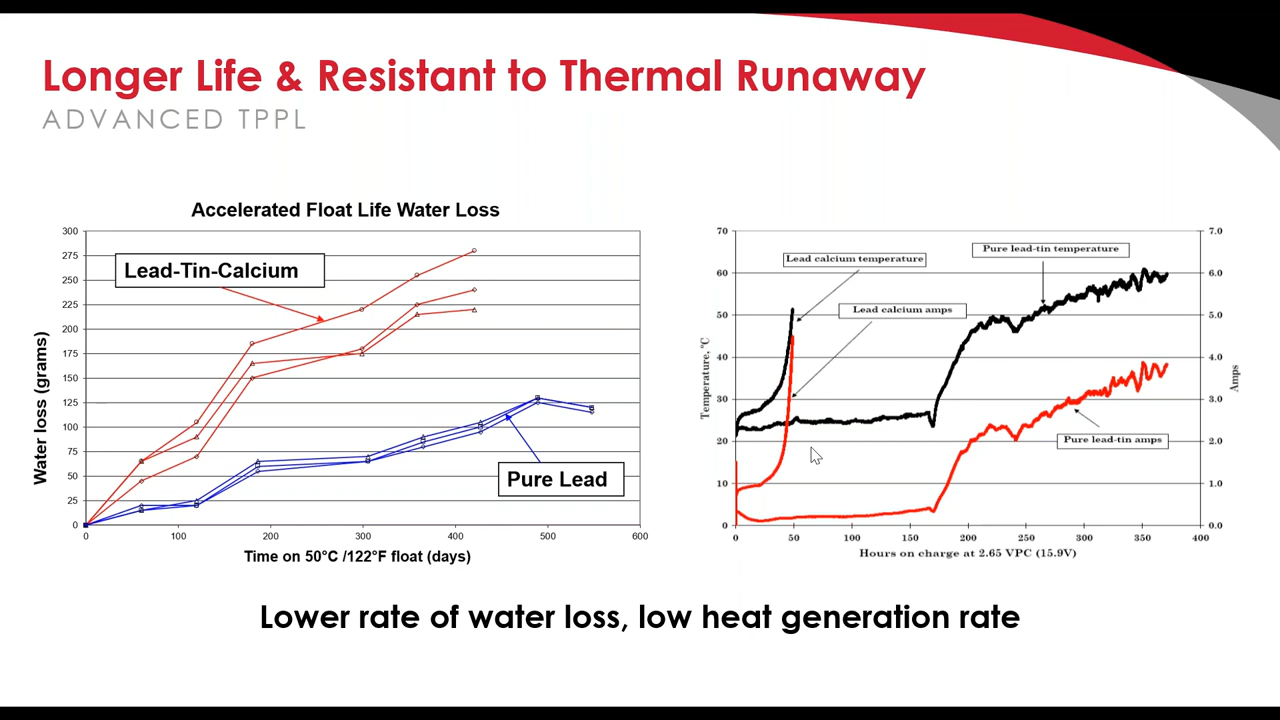 Longer Life & Resistant to Thermal Runaway
ADVANCED TPPL
Accelerated Float Life Water Loss
Water loss (grams)
300
275
250
225
200
175
150
125
100
75
50
25
0
Lead-Tin-Calcium
Pure Lead
0 100 200 300 400 500 600
Time on 50°C /122°F float (days)
Temperature, °C
70
60
50
40
30
20
10
0
Lead calcium temperature
Pure lead-tin temperature
Lead calcium amps
Pure lead-tin amps
7.0
6.0
5.0
4.0
3.0
2.0
1.0
0.0
Amps
0 50 100 150 200 250 300 350 400
Hours on charge at 2.65 VPC (15.9V)
Lower rate of water loss, low heat generation rate